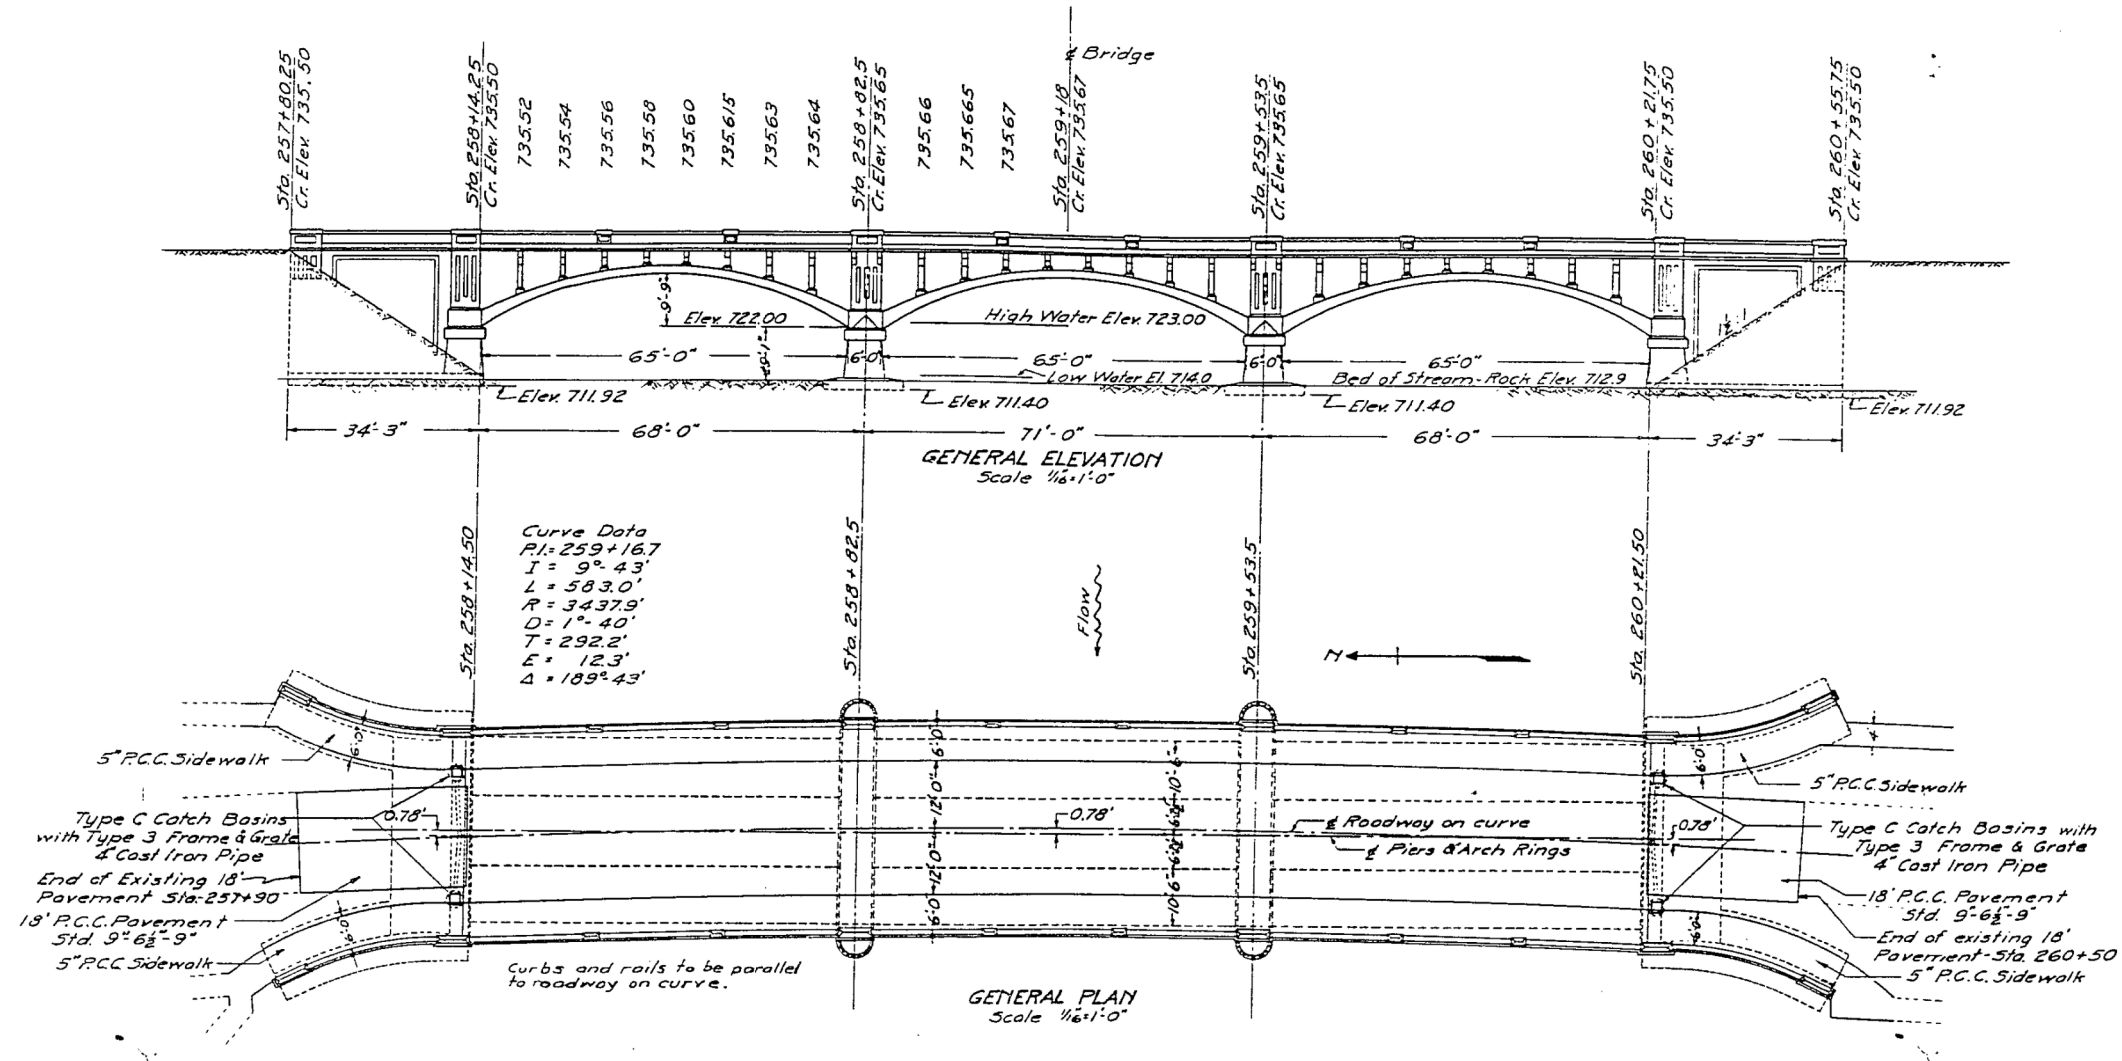 ℄ Bridge
Sta. 257+80.25
Cr. Elev. 735.50
Sta. 258+14.25
Cr. Elev. 735.50
735.52
735.54
735.56
735.58
735.60
735.615
735.63
735.64
Sta. 258+82.5
Cr. Elev. 735.65
735.66
735.665
735.67
Sta. 259+18
Cr. Elev. 735.67
Sta. 259+53.5
Cr. Elev. 735.65
Sta. 260+21.75
Cr. Elev. 735.50
Sta. 260+55.75
Cr. Elev. 735.50
9'-9"
Elev. 722.00
High Water Elev. 723.00
65'-0"
6'-0"
65'-0"
6'-0"
65'-0"
Low Water El. 714.0
Bed of Stream-Rock Elev. 712.9
Elev. 711.92
Elev. 711.40
Elev. 711.40
Elev. 711.92
34'-3"
68'-0"
71'-0"
68'-0"
34'-3"
GENERAL ELEVATION
Scale 1/16"=1'-0"
Curve Data
P.I.=259+16.7
I = 9°-43'
L = 583.0'
R = 3437.9'
D = 1°-40'
T = 292.2'
E = 12.3'
Δ = 189°-43'
Sta. 258+14.50
Sta. 258+82.5
Flow
Sta. 259+53.5
N
Sta. 260+21.50
5" P.C.C. Sidewalk
6'-0"
Type C Catch Basins
with Type 3 Frame & Grate
4" Cast Iron Pipe
0.78'
End of Existing 18'
Pavement Sta. 257+90
18' P.C.C. Pavement
Std. 9"-6½"-9"
5" P.C.C. Sidewalk
6'-0"
6'-0"
12'-0"
12'-0"
6'-0"
0.78'
10'-6"
6'-2½"
10'-6"
℄ Roadway on curve
℄ Piers & Arch Rings
6'-0"
4'
5" P.C.C. Sidewalk
0.78'
Type C Catch Basins with
Type 3 Frame & Grate
4" Cast Iron Pipe
18' P.C.C. Pavement
Std. 9"-6½"-9"
End of existing 18'
Pavement-Sta. 260+50
6'-0"
5" P.C.C. Sidewalk
Curbs and rails to be parallel
to roadway on curve.
GENERAL PLAN
Scale 1/16"=1'-0"